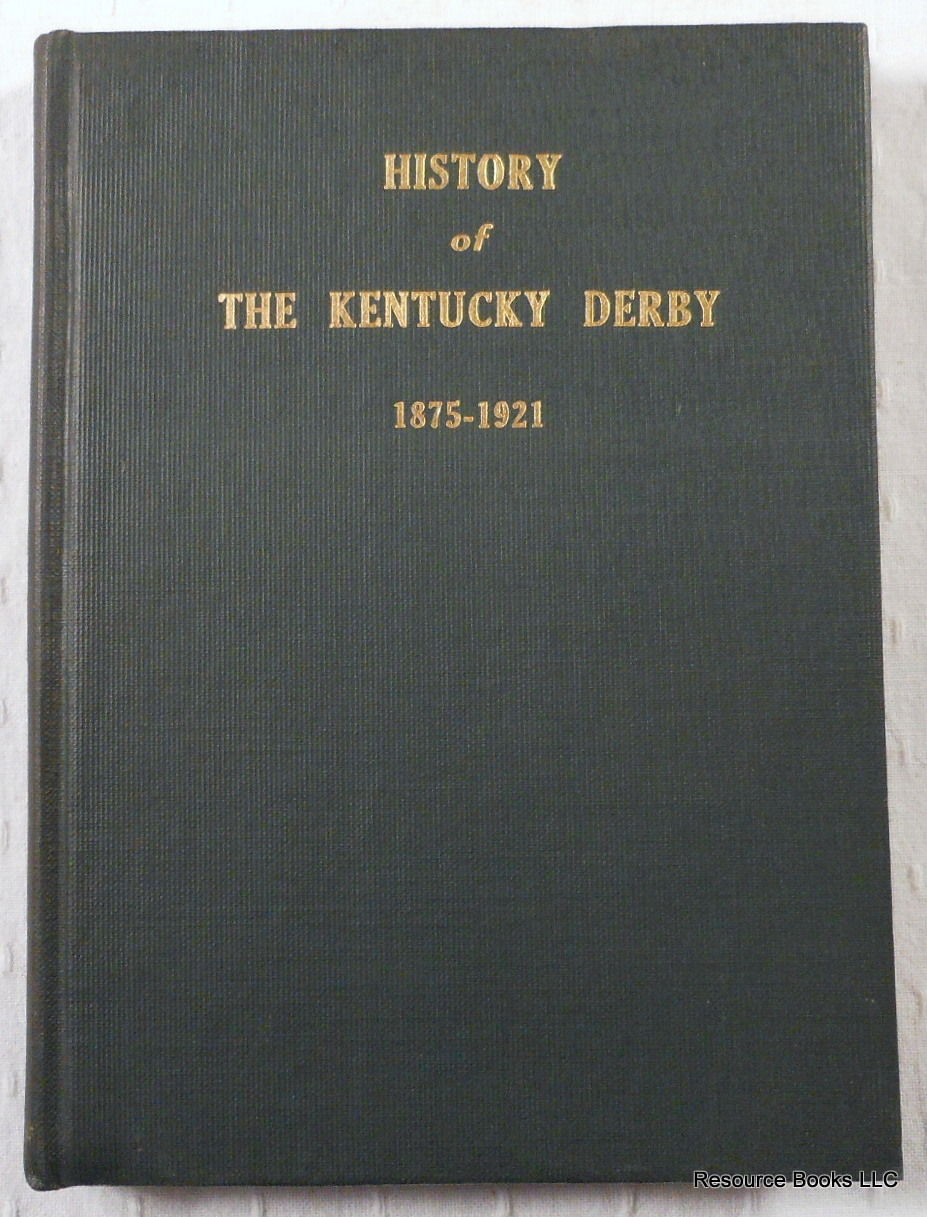 HISTORY
of
THE KENTUCKY DERBY
1875-1921
Resource Books LLC